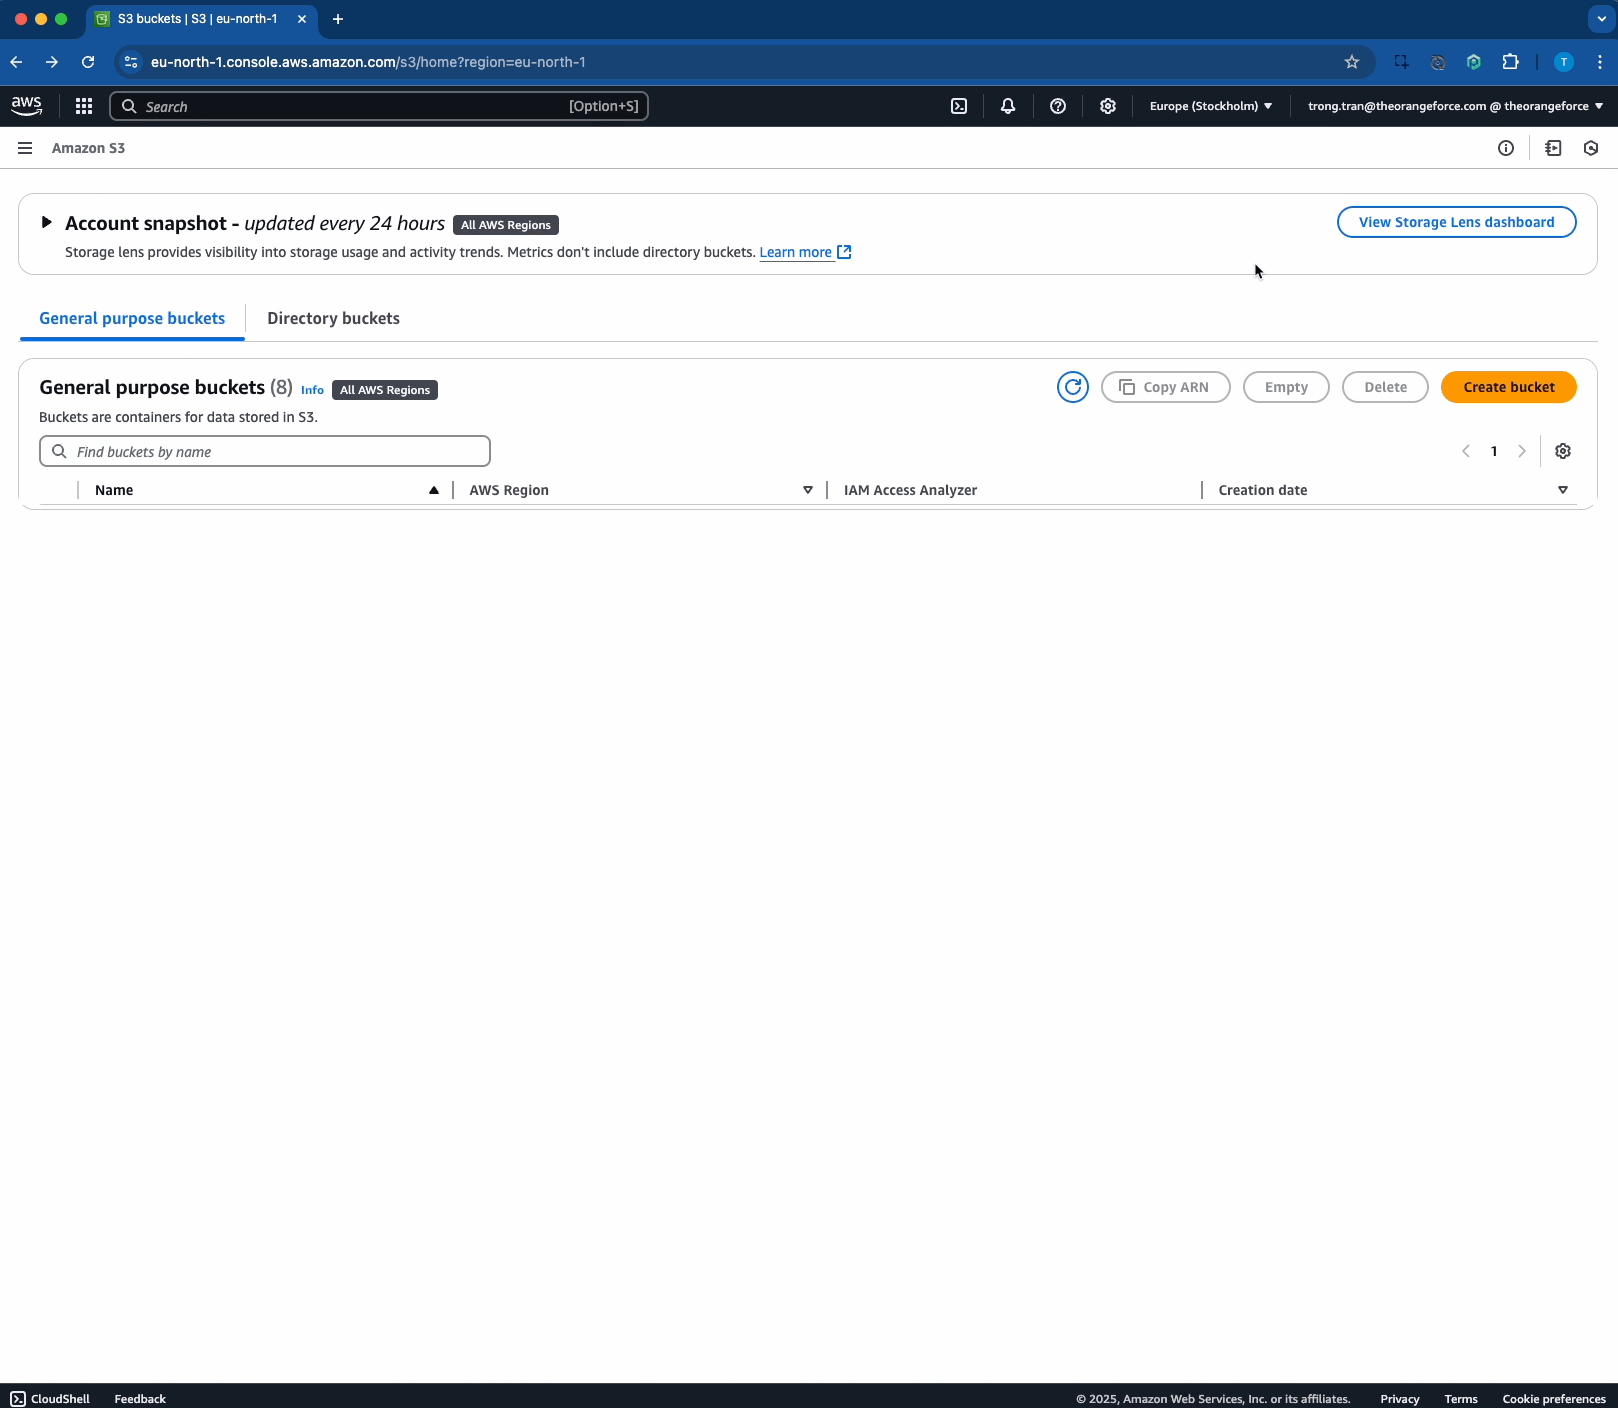 S3 buckets | S3 | eu-north-1
eu-north-1.console.aws.amazon.com/s3/home?region=eu-north-1
T
aws
Search
[Option+S]
Europe (Stockholm)
trong.tran@theorangeforce.com @ theorangeforce
Amazon S3
Account snapshot - updated every 24 hours
All AWS Regions
View Storage Lens dashboard
Storage lens provides visibility into storage usage and activity trends. Metrics don't include directory buckets. Learn more
General purpose buckets
Directory buckets
General purpose buckets (8)
Info
All AWS Regions
Copy ARN
Empty
Delete
Create bucket
Buckets are containers for data stored in S3.
Find buckets by name
1
Name
AWS Region
IAM Access Analyzer
Creation date
CloudShell
Feedback
© 2025, Amazon Web Services, Inc. or its affiliates.
Privacy
Terms
Cookie preferences